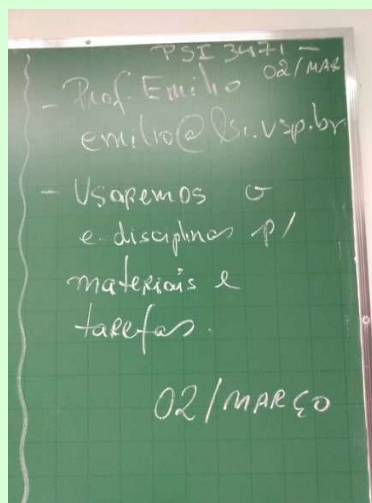 PSI 3471 –
02/MAR
– Prof. Emilio
emilio@lsi.usp.br
– Usaremos o
e.disciplinas p/
materiais e
tarefas.
02/MARÇO